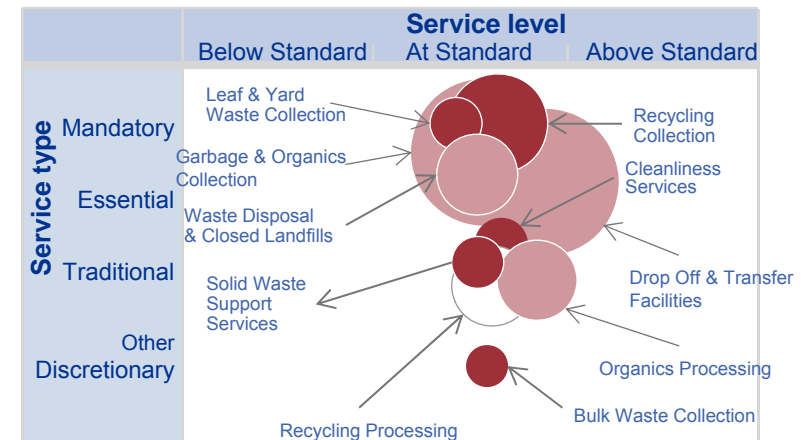 Service level
Below Standard
At Standard
Above Standard
Service type
Mandatory
Essential
Traditional
Other
Discretionary
Leaf & Yard
Waste Collection
Garbage & Organics
Collection
Waste Disposal
& Closed Landfills
Solid Waste
Support
Services
Recycling Processing
Recycling
Collection
Cleanliness
Services
Drop Off & Transfer
Facilities
Organics Processing
Bulk Waste Collection